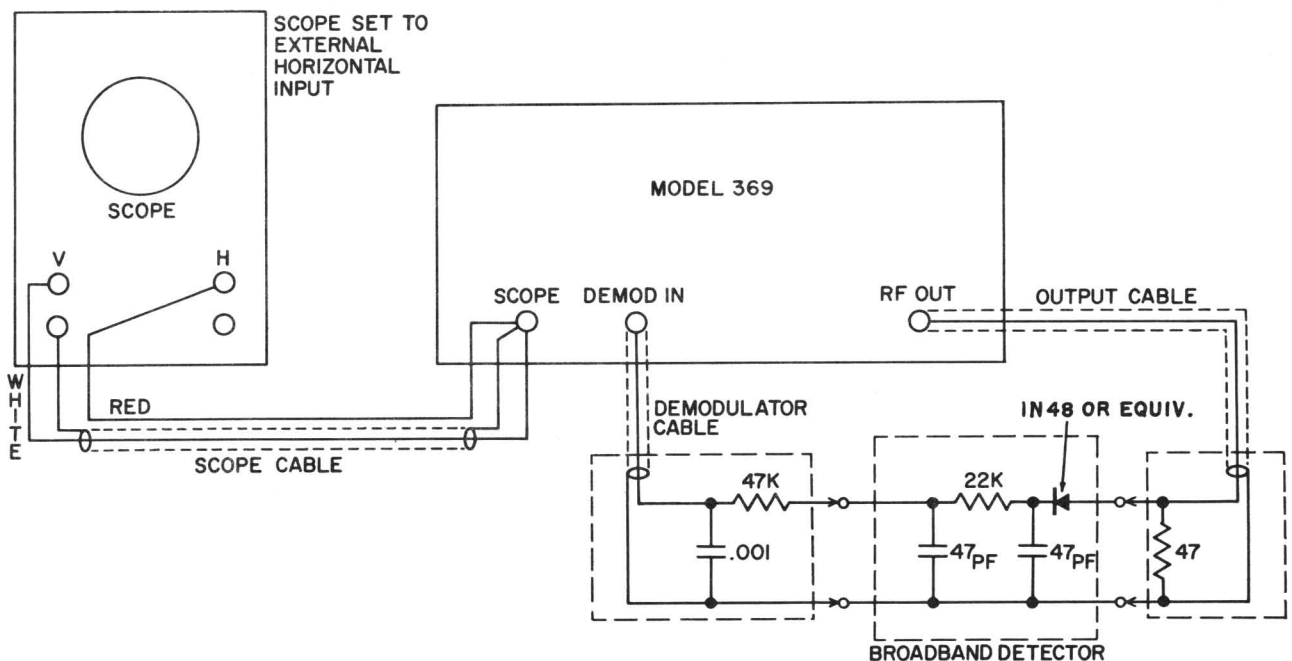 SCOPE SET TO
EXTERNAL
HORIZONTAL
INPUT
SCOPE
V
H
MODEL 369
SCOPE
DEMOD IN
RF OUT
OUTPUT CABLE
WHITE
RED
SCOPE CABLE
DEMODULATOR
CABLE
IN48 OR EQUIV.
47K
22K
.001
47PF
47PF
47
BROADBAND DETECTOR